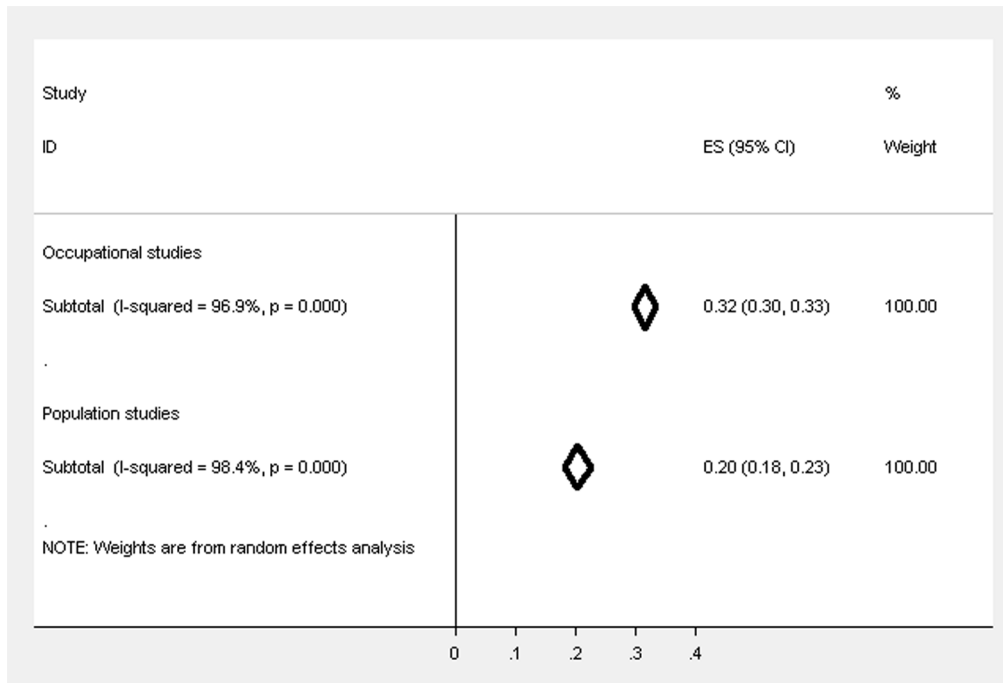 Study %
ID ES (95% CI) Weight
Occupational studies
Subtotal (I-squared = 96.9%, p = 0.000) 0.32 (0.30, 0.33) 100.00
.
Population studies
Subtotal (I-squared = 98.4%, p = 0.000) 0.20 (0.18, 0.23) 100.00
.
NOTE: Weights are from random effects analysis
0 .1 .2 .3 .4